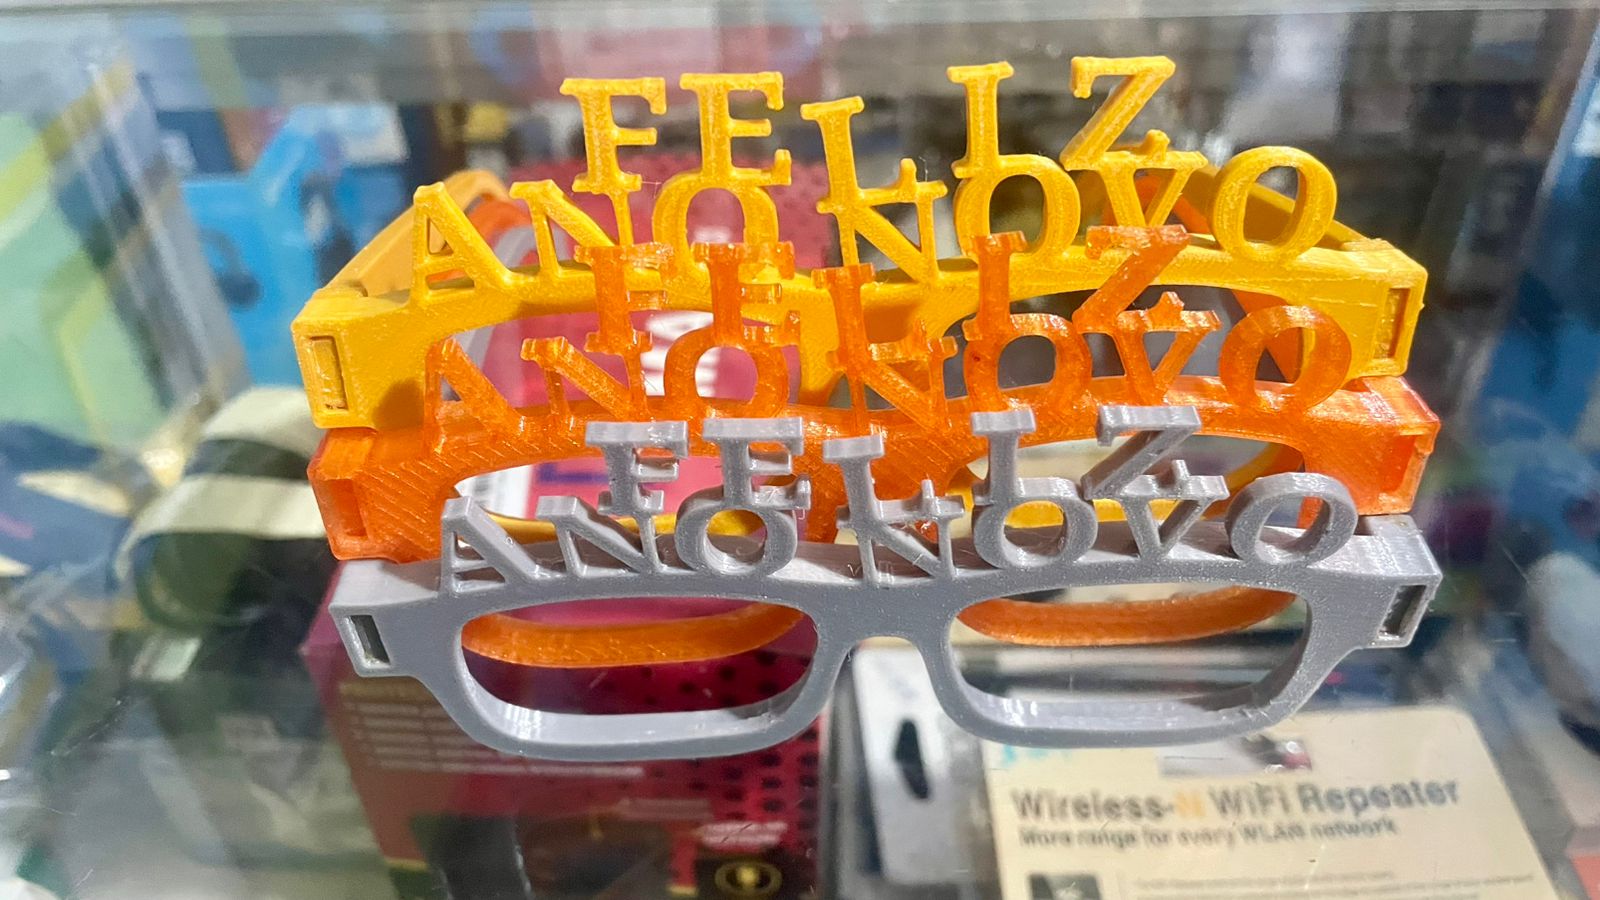 FELIZ
ANO NOVO
FELIZ
ANO NOVO
FELIZ
ANO NOVO
Wireless-N WiFi Repeater
More range for every WLAN network